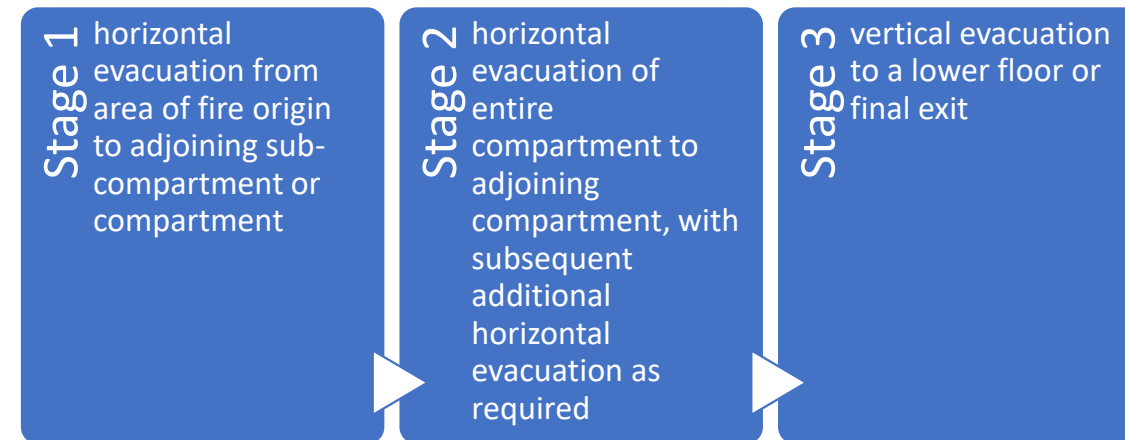 Stage 1
horizontal
evacuation from
area of fire origin
to adjoining sub-
compartment or
compartment
Stage 2
horizontal
evacuation of
entire
compartment to
adjoining
compartment, with
subsequent
additional
horizontal
evacuation as
required
Stage 3
vertical evacuation
to a lower floor or
final exit